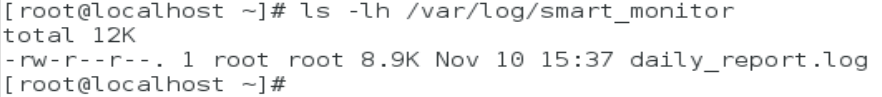 [root@localhost ~]# ls -lh /var/log/smart_monitor
total 12K
-rw-r--r--. 1 root root 8.9K Nov 10 15:37 daily_report.log
[root@localhost ~]#